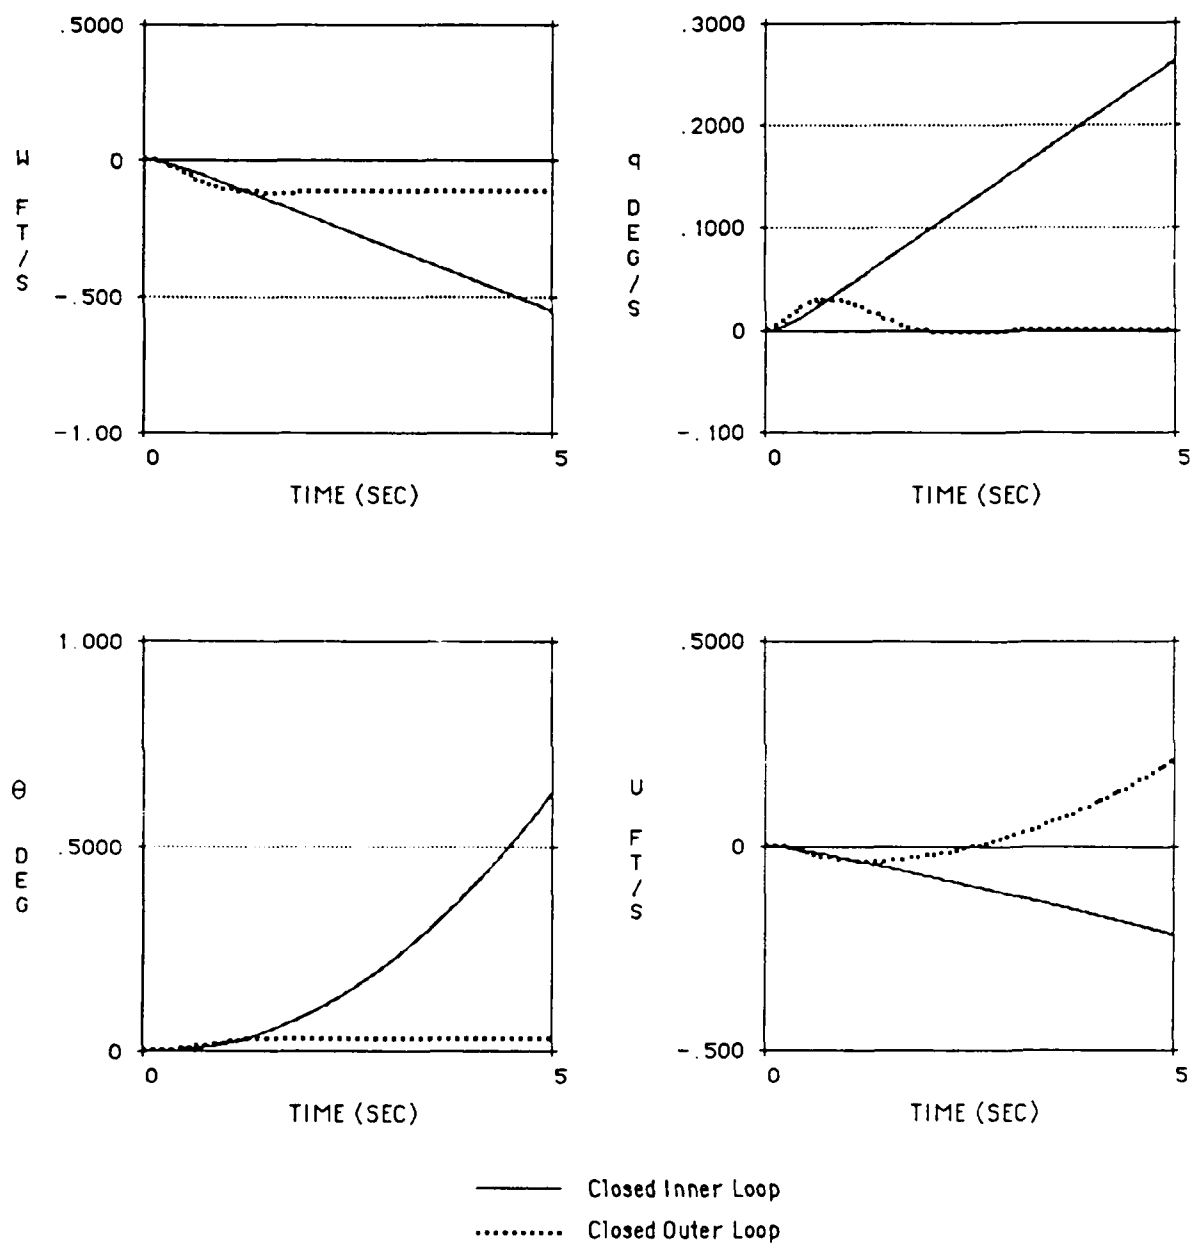 .5000
0
-.500
-1.00
W
FT/S
0
5
TIME (SEC)
.3000
.2000
.1000
0
-.100
q
DEG/S
0
5
TIME (SEC)
1.000
.5000
0
θ
DEG
0
5
TIME (SEC)
.5000
0
-.500
U
FT/S
0
5
TIME (SEC)
Closed Inner Loop
Closed Outer Loop